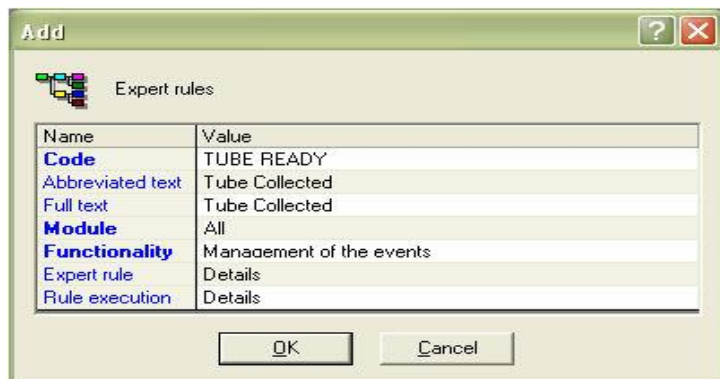 Add
Expert rules
Name Value
Code TUBE READY
Abbreviated text Tube Collected
Full text Tube Collected
Module All
Functionality Management of the events
Expert rule Details
Rule execution Details
OK Cancel